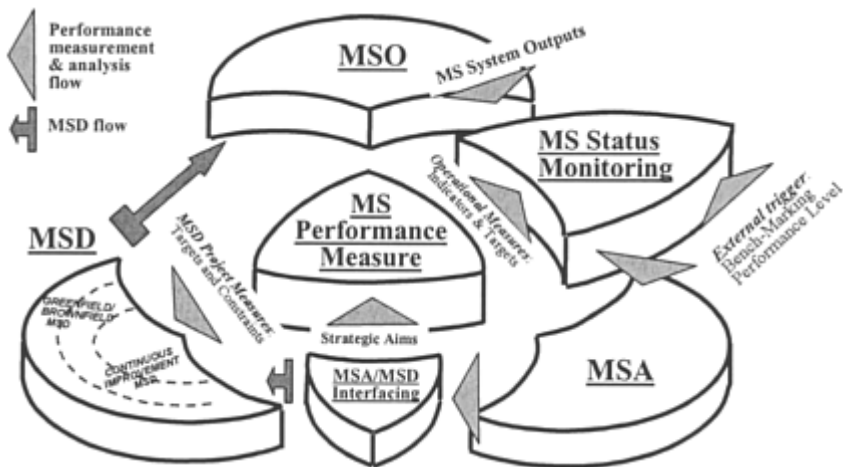 Performance
measurement
& analysis
flow
MSD flow
MSO
MS System Outputs
MS Status
Monitoring
Operational Measures:
Indicators & Targets
External trigger:
Bench-Marking
Performance Level
MS
Performance
Measure
MSD
MSD Project Measures:
Targets and Constraints
GREENFIELD/
BROWNFIELD
MSD
CONTINUOUS
IMPROVEMENT
MSD
Strategic Aims
MSA/MSD
Interfacing
MSA